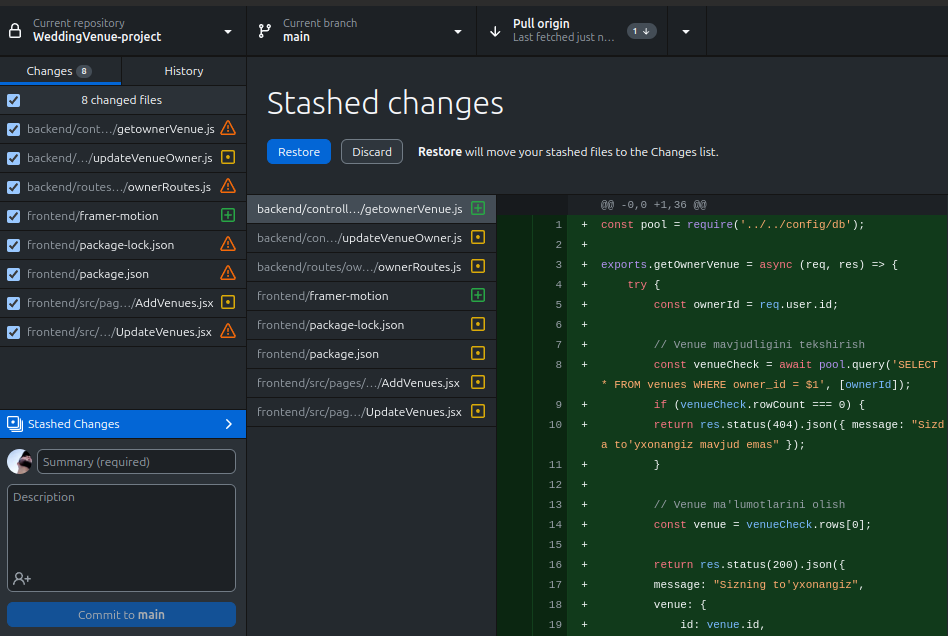 Current repository
WeddingVenue-project
Current branch
main
Pull origin
Last fetched just n...
1
Changes 8
History
8 changed files
backend/cont.../getownerVenue.js
backend/.../updateVenueOwner.js
backend/routes.../ownerRoutes.js
frontend/framer-motion
frontend/package-lock.json
frontend/package.json
frontend/src/pag.../AddVenues.jsx
frontend/src/.../UpdateVenues.jsx
Stashed Changes
Summary (required)
Description
Commit to main
Stashed changes
Restore
Discard
Restore will move your stashed files to the Changes list.
backend/controll.../getownerVenue.js
backend/con.../updateVenueOwner.js
backend/routes/ow.../ownerRoutes.js
frontend/framer-motion
frontend/package-lock.json
frontend/package.json
frontend/src/pages/.../AddVenues.jsx
frontend/src/pag.../UpdateVenues.jsx
@@ -0,0 +1,36 @@
1 + const pool = require('../../config/db');
2 +
3 + exports.getOwnerVenue = async (req, res) => {
4 + try {
5 + const ownerId = req.user.id;
6 +
7 + // Venue mavjudligini tekshirish
8 + const venueCheck = await pool.query('SELECT
* FROM venues WHERE owner_id = $1', [ownerId]);
9 + if (venueCheck.rowCount === 0) {
10 + return res.status(404).json({ message: "Sizd
a to'yxonangiz mavjud emas" });
11 + }
12 +
13 + // Venue ma'lumotlarini olish
14 + const venue = venueCheck.rows[0];
15 +
16 + return res.status(200).json({
17 + message: "Sizning to'yxonangiz",
18 + venue: {
19 + id: venue.id,